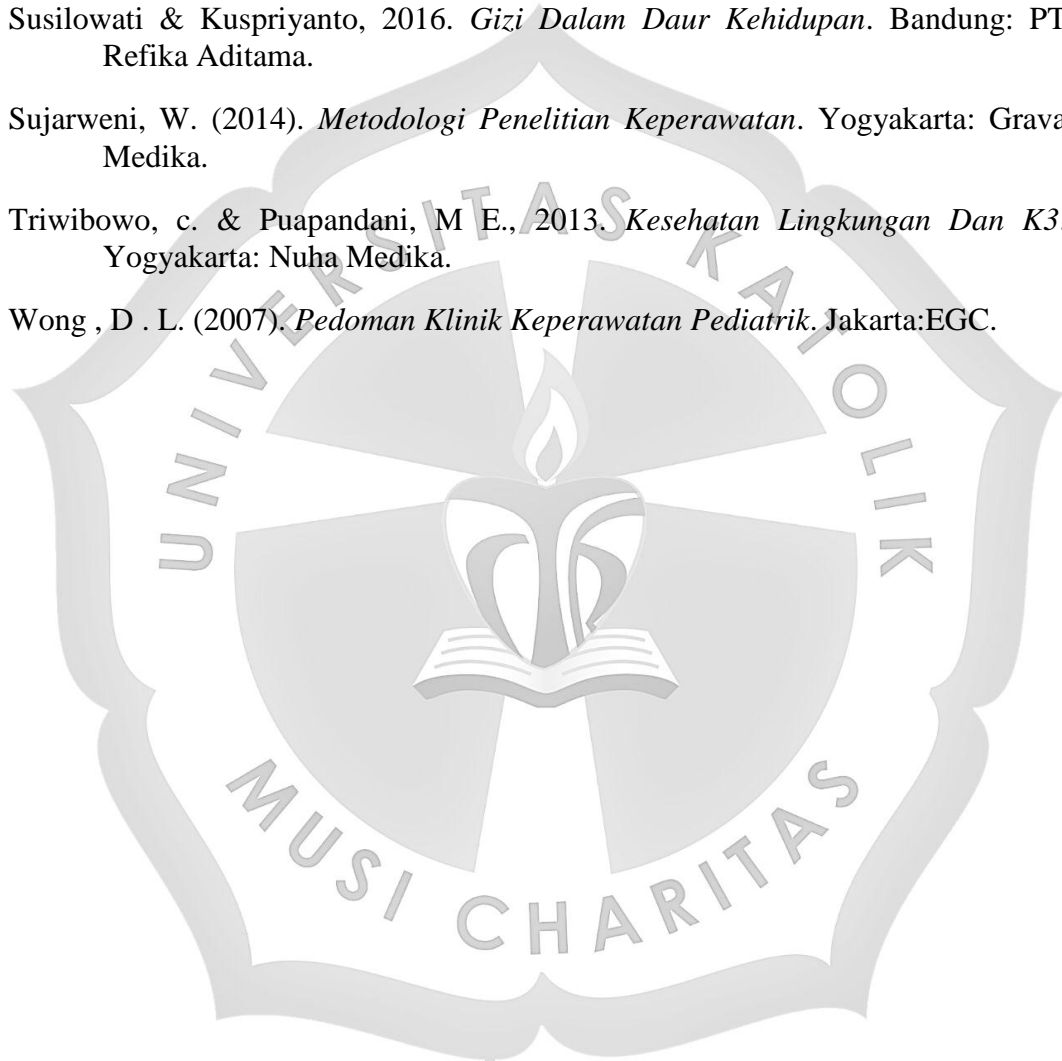 Susilowati & Kuspriyanto, 2016. Gizi Dalam Daur Kehidupan. Bandung: PT
Refika Aditama.
Sujarweni, W. (2014). Metodologi Penelitian Keperawatan. Yogyakarta: Grava
Medika.
Triwibowo, c. & Puapandani, M E., 2013. Kesehatan Lingkungan Dan K3.
Yogyakarta: Nuha Medika.
Wong , D . L. (2007). Pedoman Klinik Keperawatan Pediatrik. Jakarta:EGC.
UNIVERSITAS KATOLIK
MUSI CHARITAS